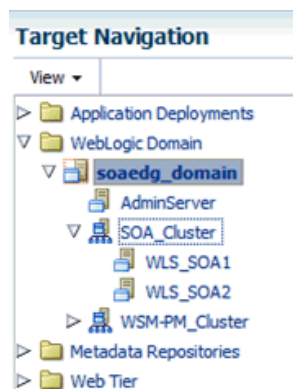 Target Navigation
View
Application Deployments
WebLogic Domain
soaedg_domain
AdminServer
SOA_Cluster
WLS_SOA1
WLS_SOA2
WSM-PM_Cluster
Metadata Repositories
Web Tier